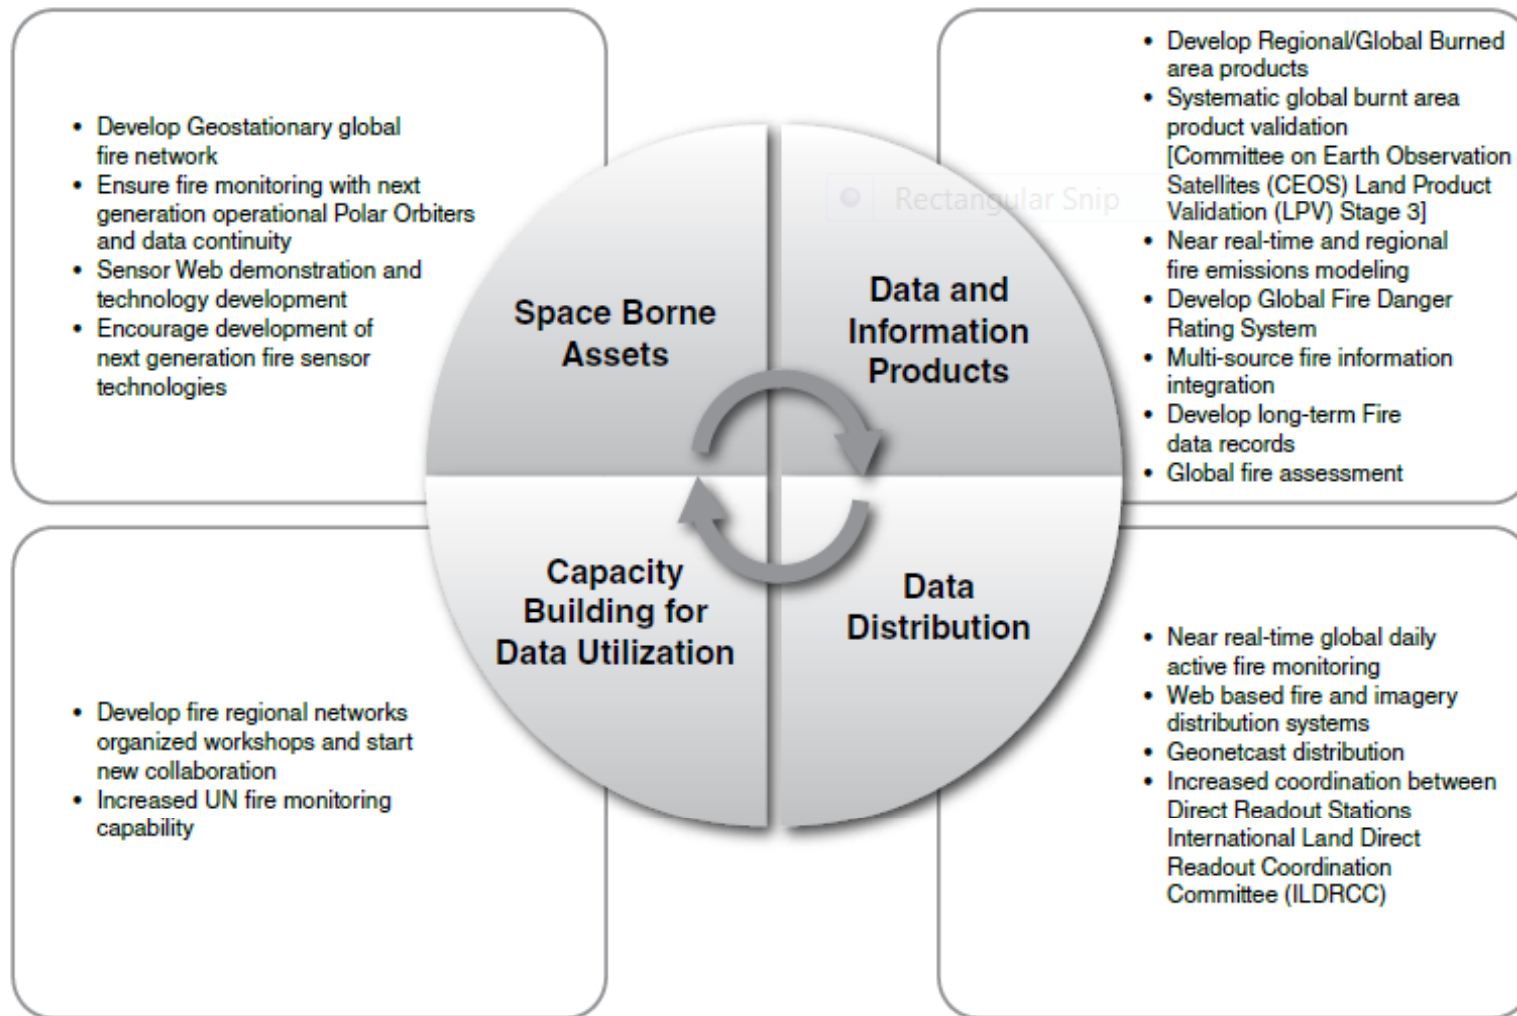 • Develop Geostationary global
fire network
• Ensure fire monitoring with next
generation operational Polar Orbiters
and data continuity
• Sensor Web demonstration and
technology development
• Encourage development of
next generation fire sensor
technologies
Space Borne
Assets
• Develop Regional/Global Burned
area products
• Systematic global burnt area
product validation
[Committee on Earth Observation
Satellites (CEOS) Land Product
Validation (LPV) Stage 3]
• Near real-time and regional
fire emissions modeling
• Develop Global Fire Danger
Rating System
• Multi-source fire information
integration
• Develop long-term Fire
data records
• Global fire assessment
Rectangular Snip
Data and
Information
Products
Capacity
Building for
Data Utilization
• Develop fire regional networks
organized workshops and start
new collaboration
• Increased UN fire monitoring
capability
Data
Distribution
• Near real-time global daily
active fire monitoring
• Web based fire and imagery
distribution systems
• Geonetcast distribution
• Increased coordination between
Direct Readout Stations
International Land Direct
Readout Coordination
Committee (ILDRCC)